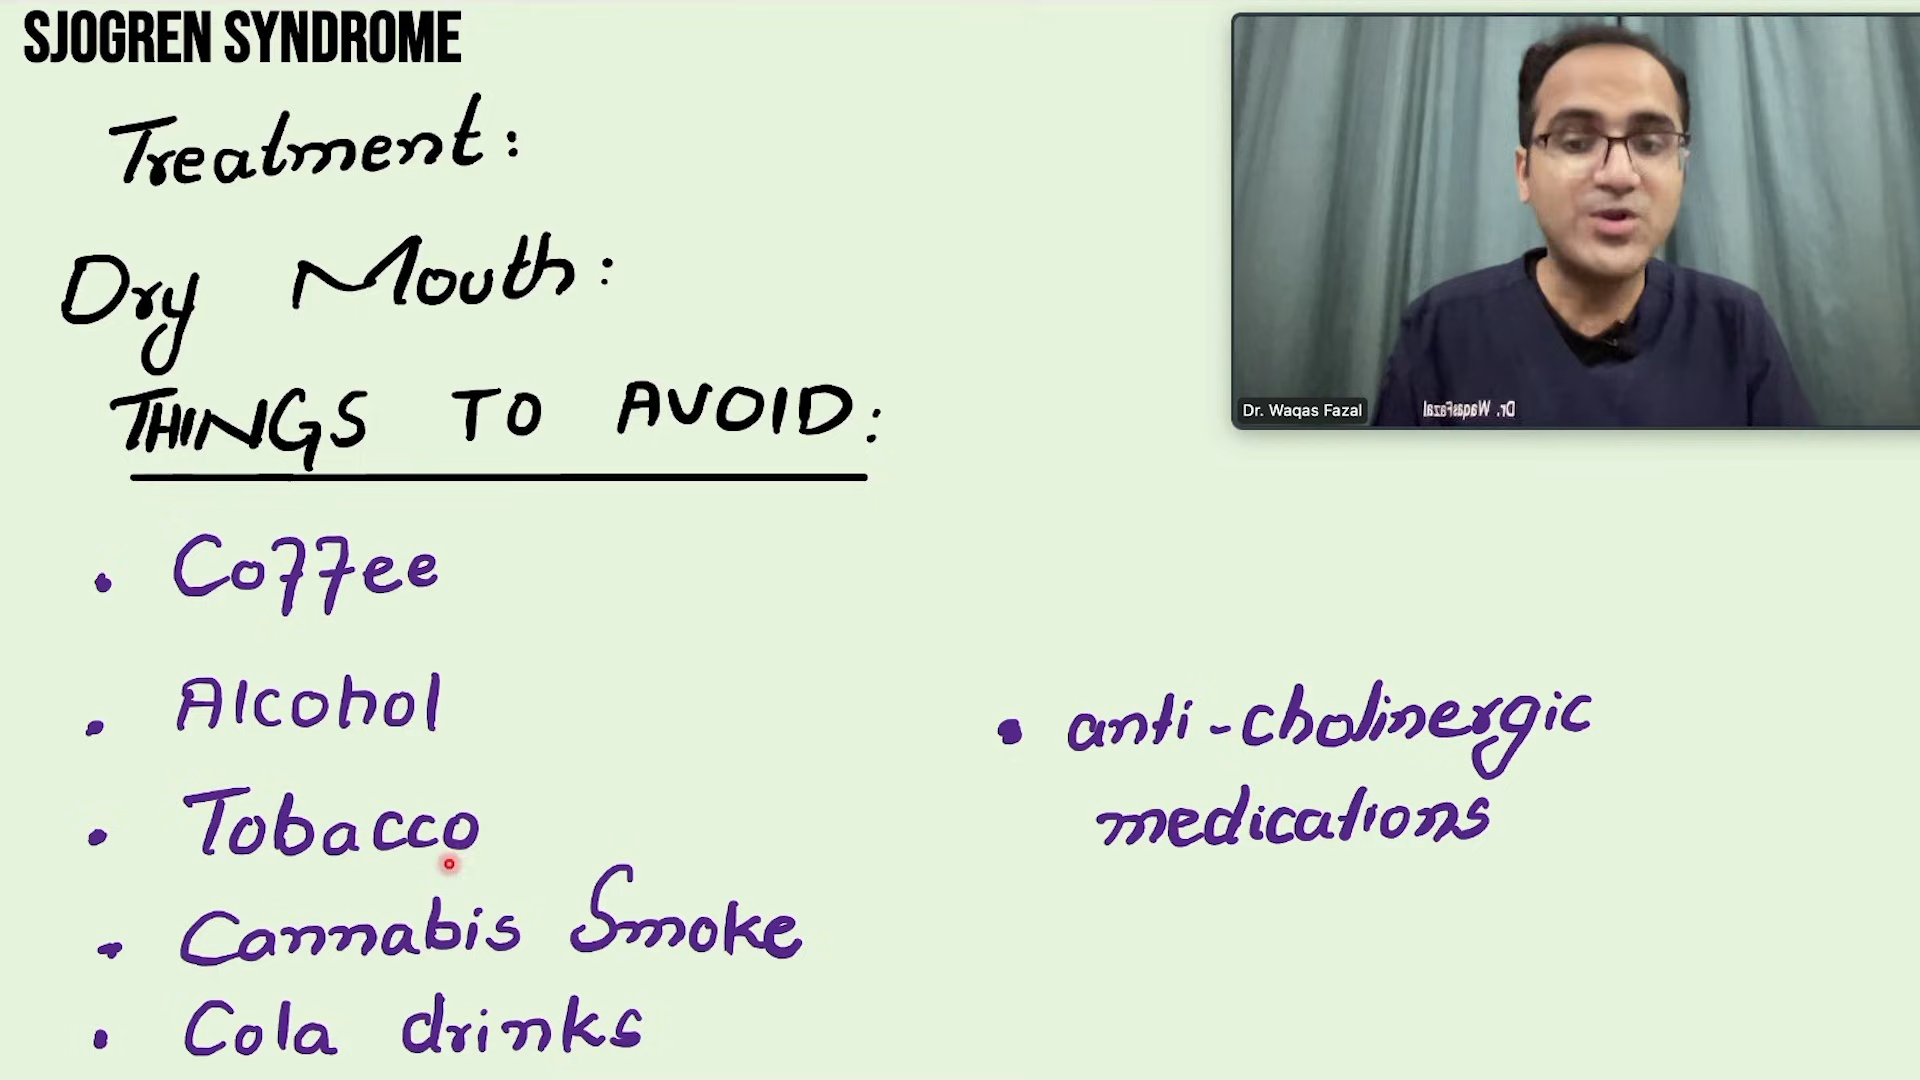 SJOGREN SYNDROME
Treatment:
Dry Mouth:
THINGS TO AVOID:
• Coffee
• Alcohol
• Tobacco
• Cannabis Smoke
• Cola drinks
• anti-cholinergic
medications
Dr. Waqas Fazal
Dr. WaqasFazal